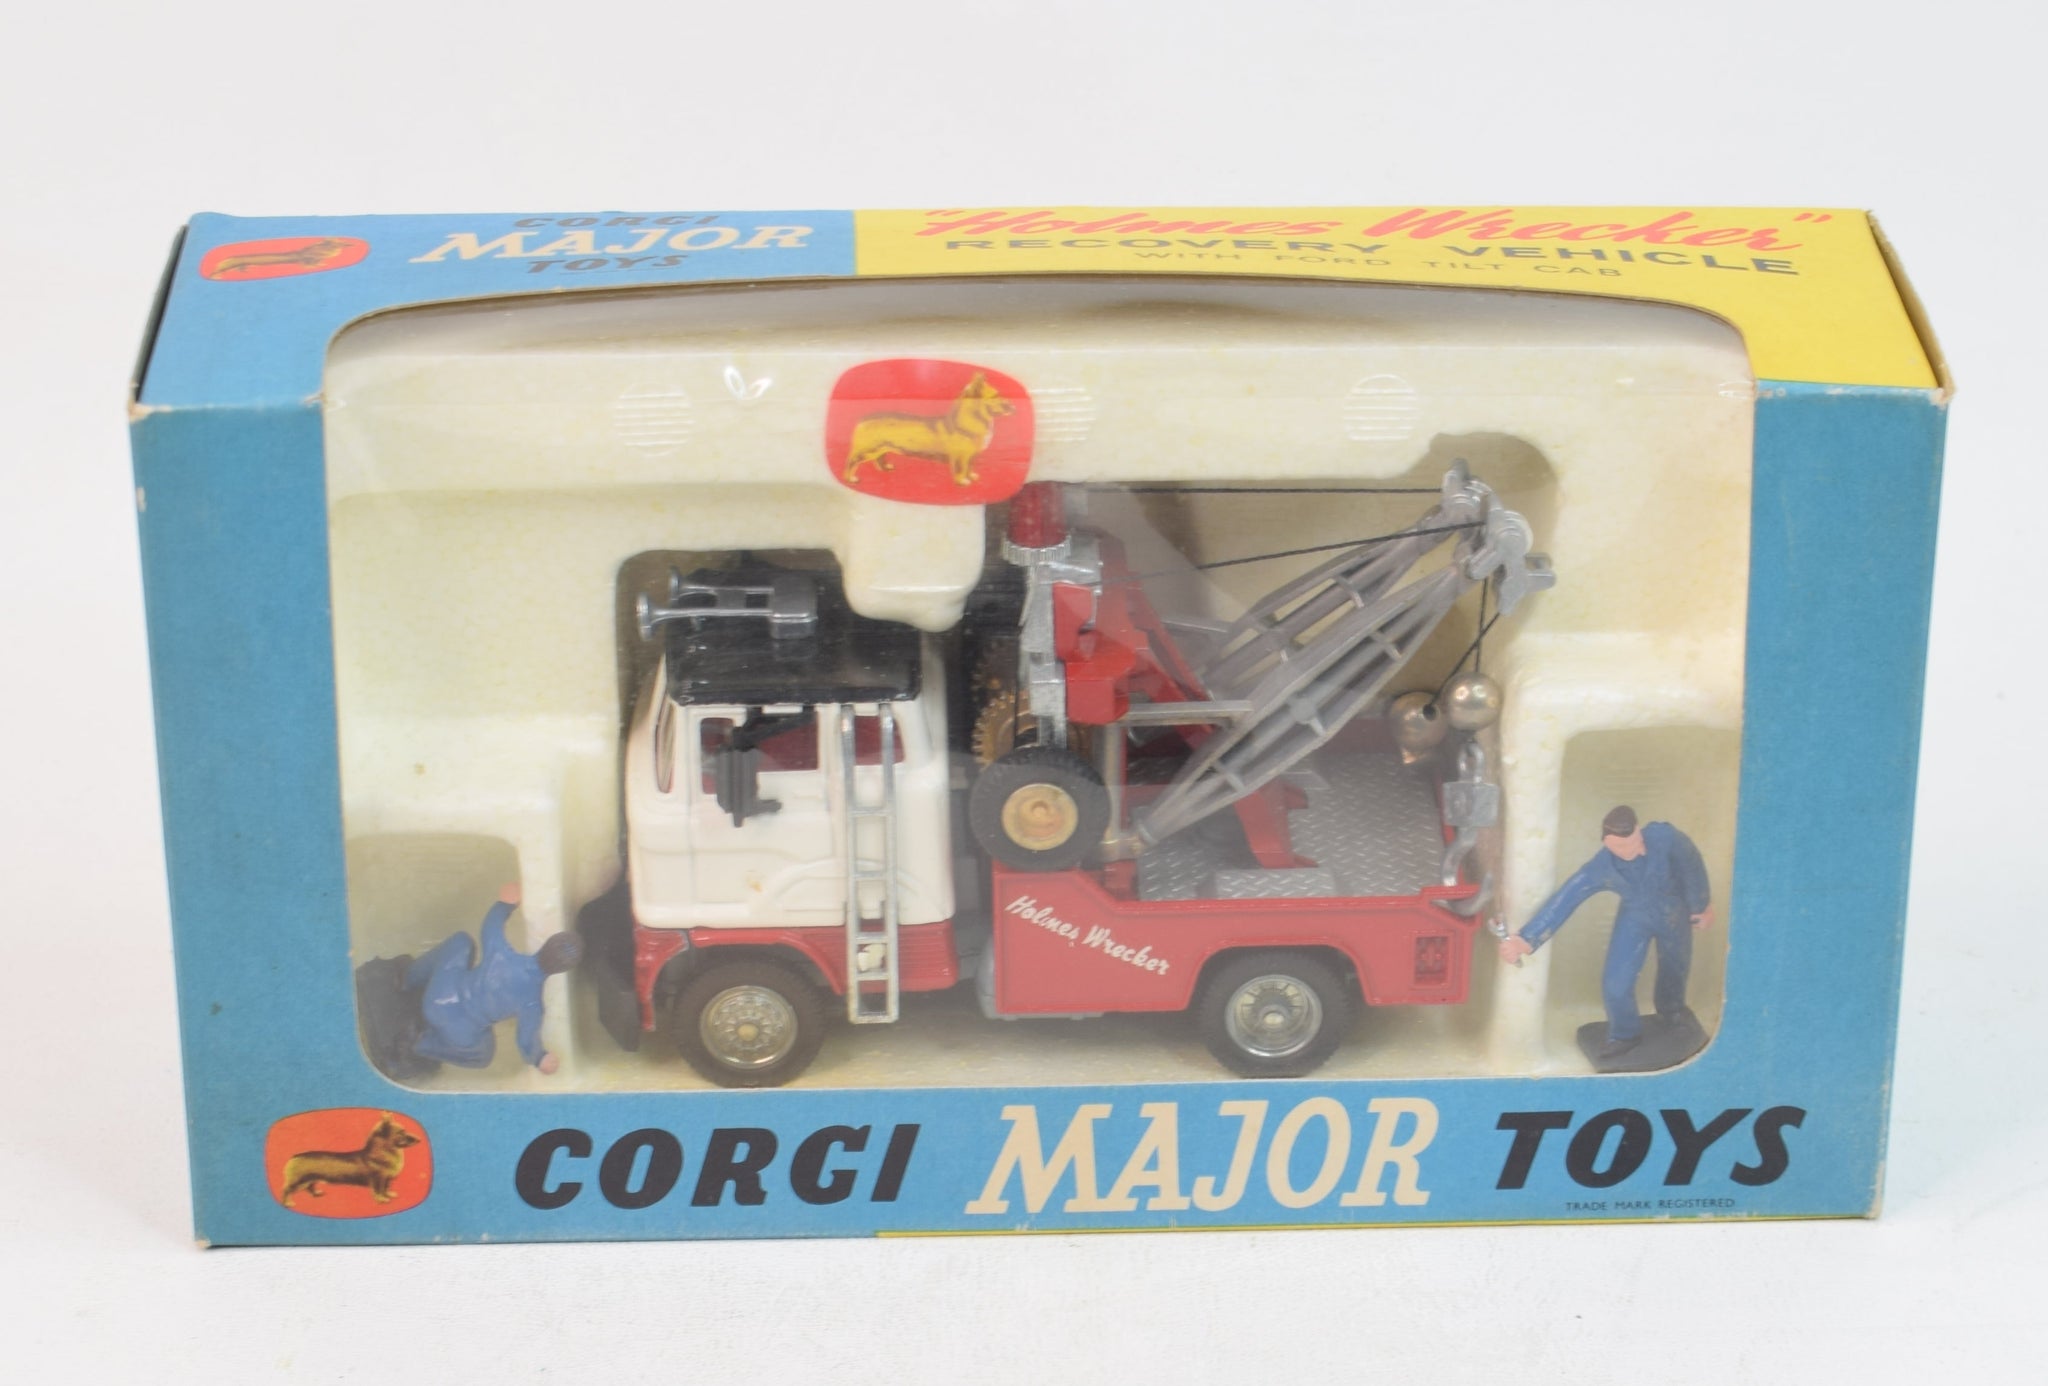 CORGI
MAJOR
TOYS
"Holmes Wrecker"
RECOVERY VEHICLE
WITH FORD TILT CAB
Holmes Wrecker
CORGI MAJOR TOYS
TRADE MARK REGISTERED